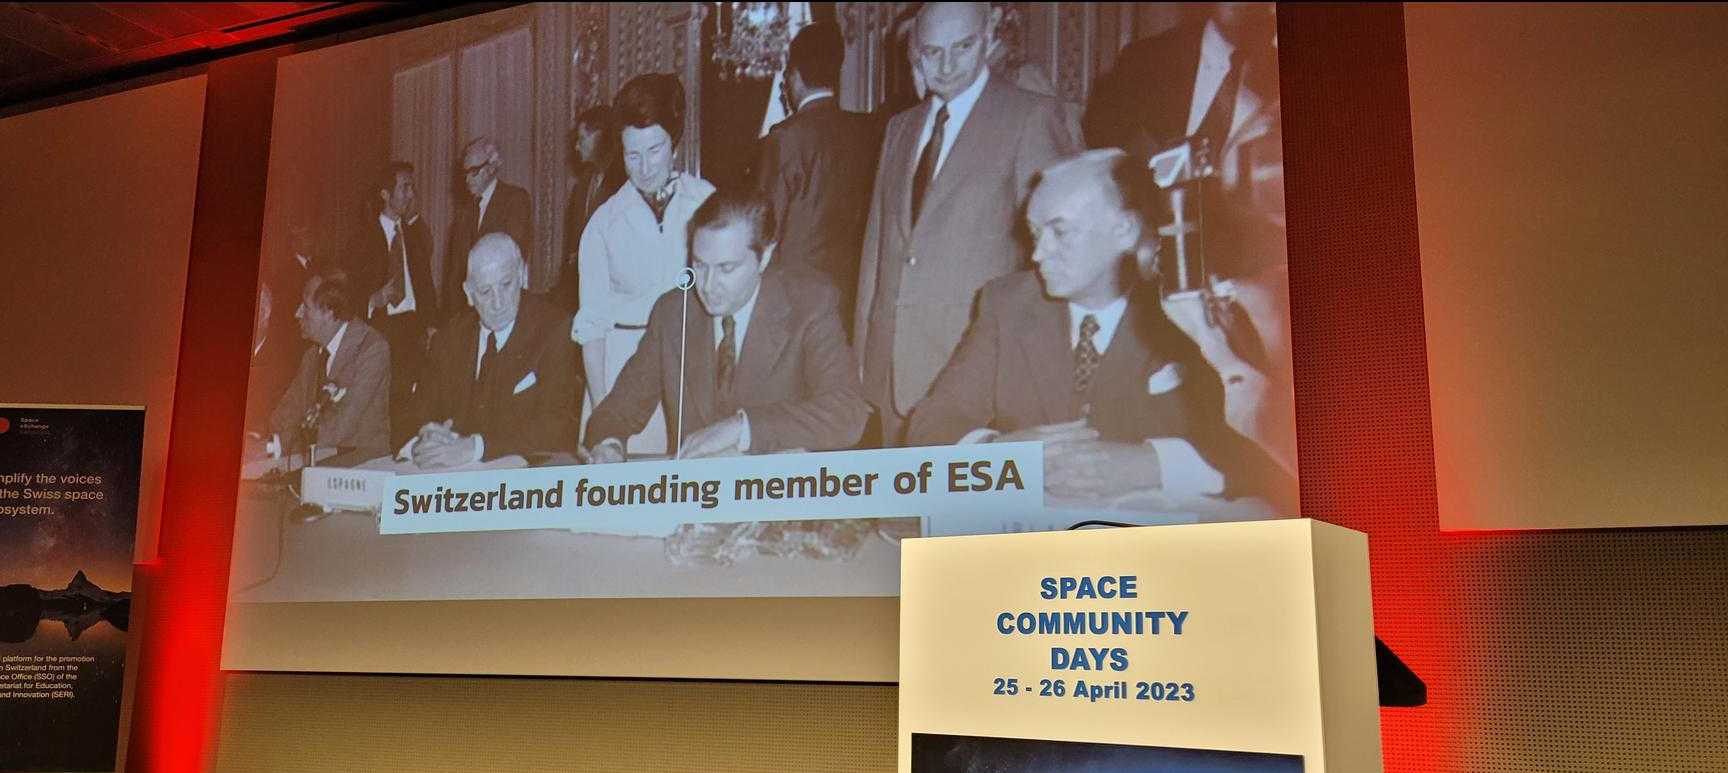 Space
eXchange
mplify the voices
the Swiss space
osystem.
platform for the promotion
n Switzerland from the
ce Office (SSO) of the
etariat for Education,
and Innovation (SERI).
ESPAGNE
Switzerland founding member of ESA
SPACE
COMMUNITY
DAYS
25 - 26 April 2023